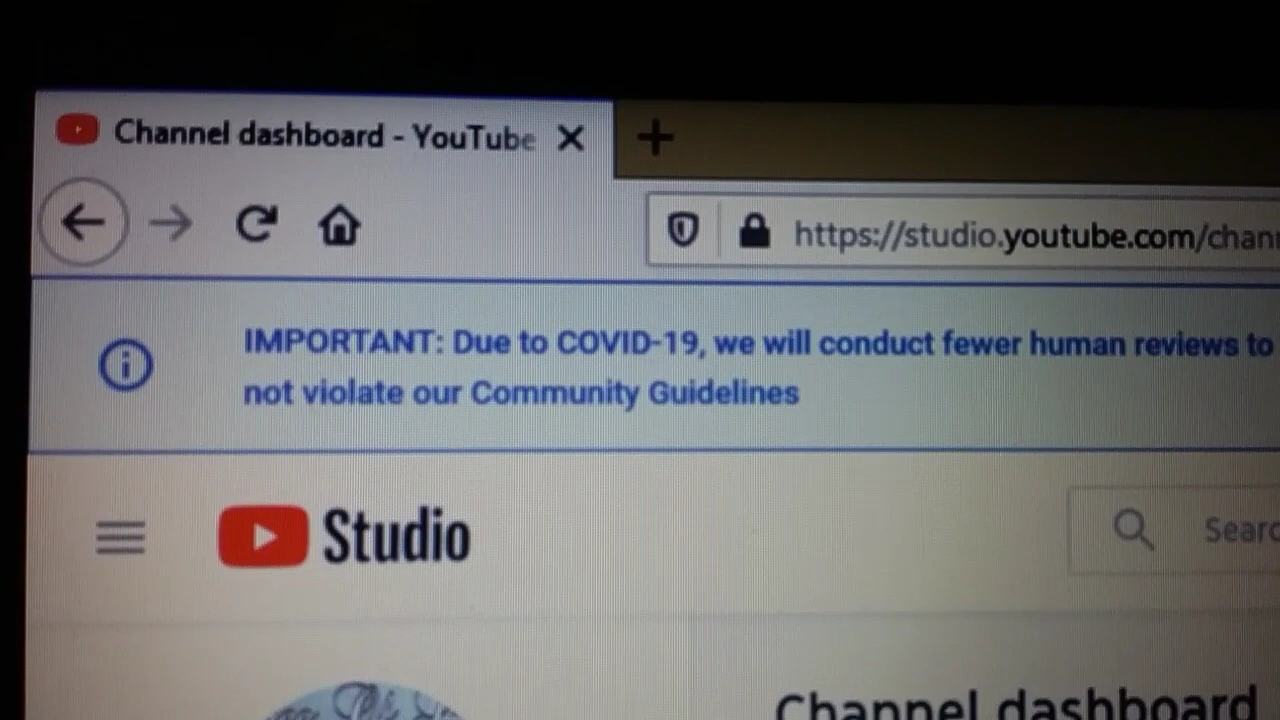 Channel dashboard - YouTube
https://studio.youtube.com/chann
IMPORTANT: Due to COVID-19, we will conduct fewer human reviews to
not violate our Community Guidelines
Studio
Searc
Channel dashboard